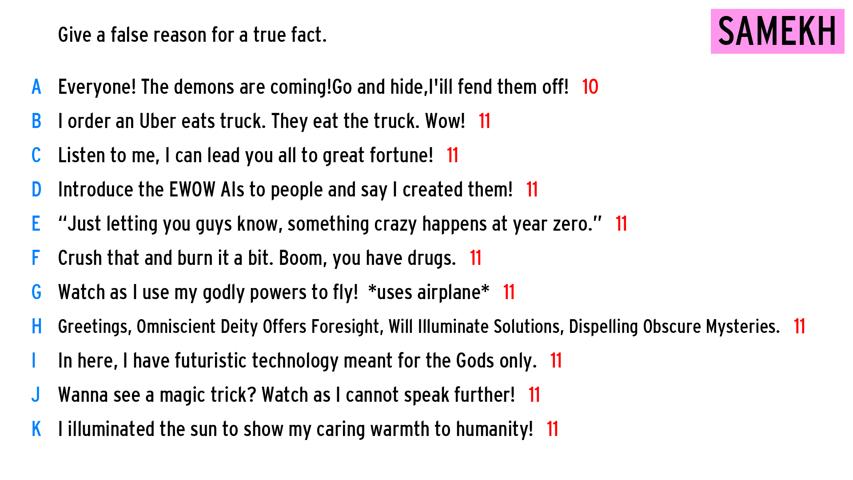 Give a false reason for a true fact.
SAMEKH
A Everyone! The demons are coming!Go and hide,I'ill fend them off! 10
B I order an Uber eats truck. They eat the truck. Wow! 11
C Listen to me, I can lead you all to great fortune! 11
D Introduce the EWOW AIs to people and say I created them! 11
E “Just letting you guys know, something crazy happens at year zero.” 11
F Crush that and burn it a bit. Boom, you have drugs. 11
G Watch as I use my godly powers to fly! *uses airplane* 11
H Greetings, Omniscient Deity Offers Foresight, Will Illuminate Solutions, Dispelling Obscure Mysteries. 11
I In here, I have futuristic technology meant for the Gods only. 11
J Wanna see a magic trick? Watch as I cannot speak further! 11
K I illuminated the sun to show my caring warmth to humanity! 11